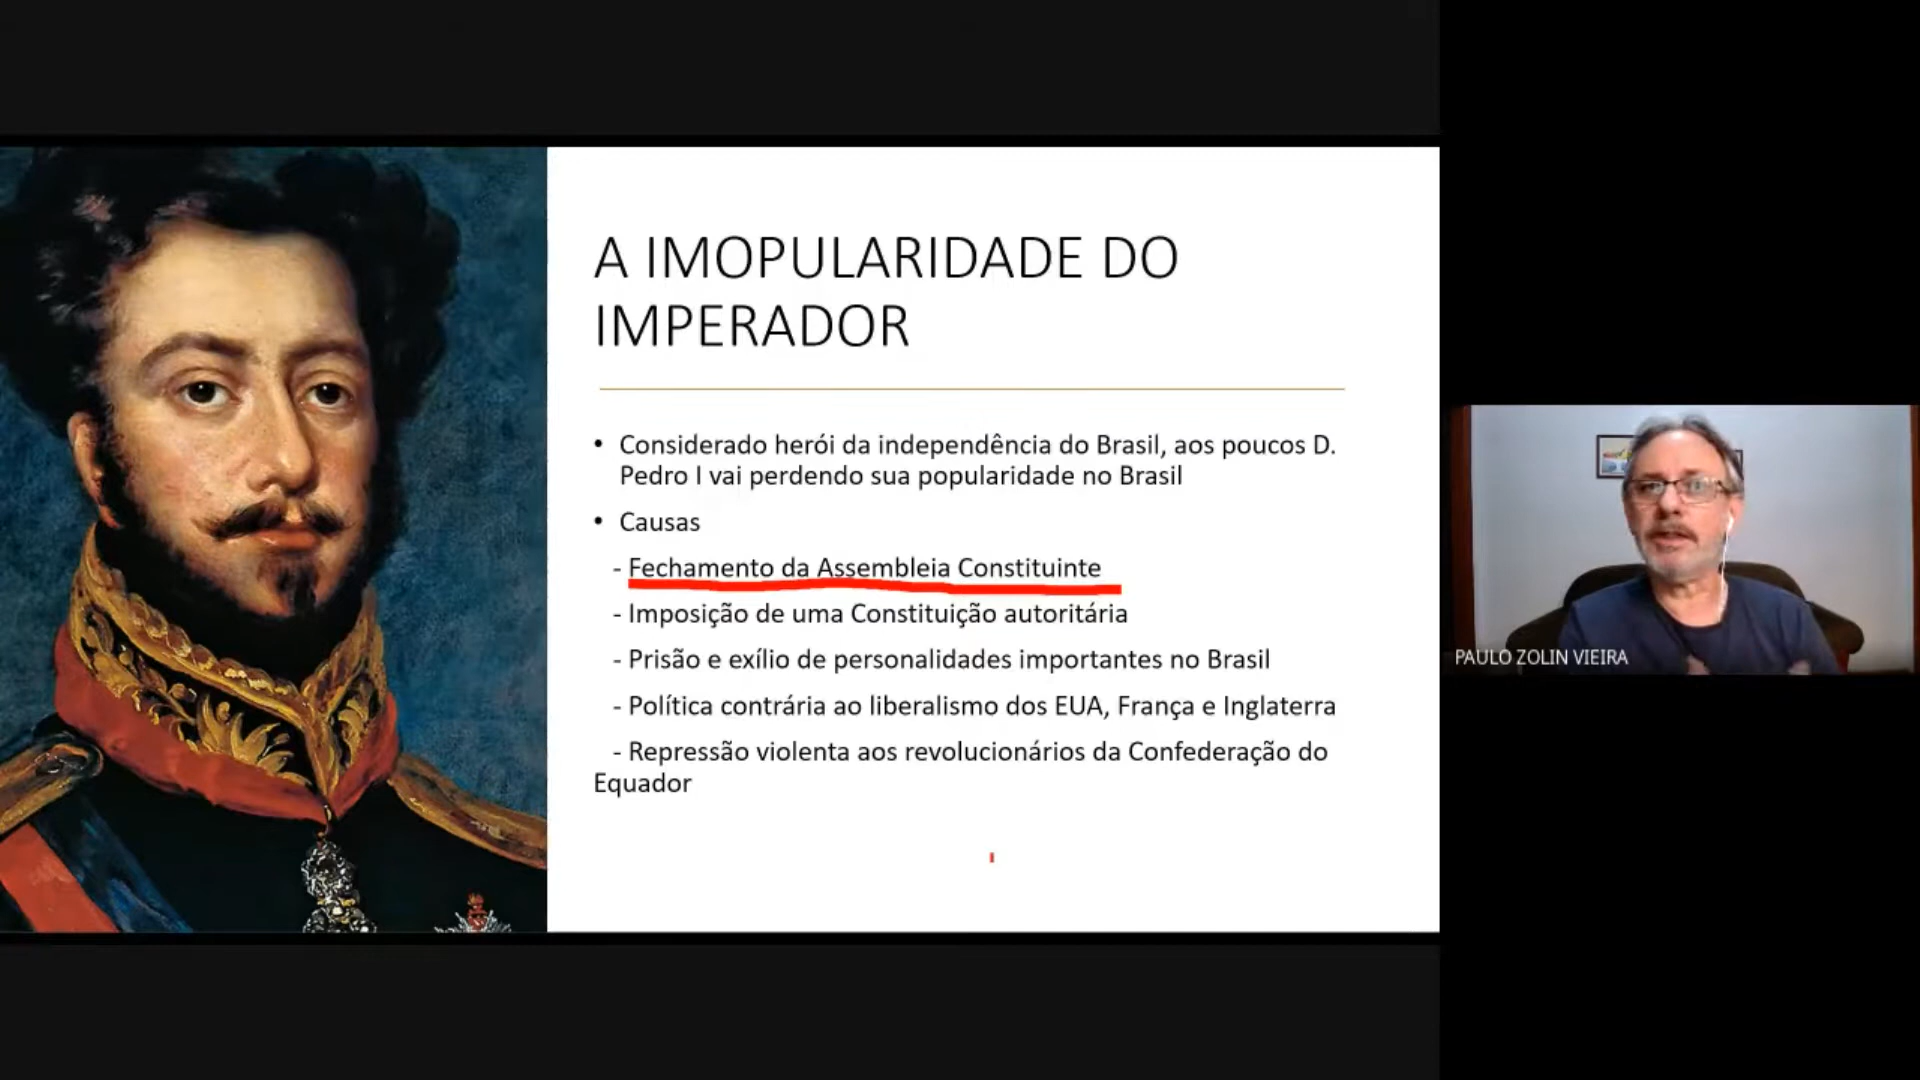 A IMOPULARIDADE DO
IMPERADOR
• Considerado herói da independência do Brasil, aos poucos D.
Pedro I vai perdendo sua popularidade no Brasil
• Causas
- Fechamento da Assembleia Constituinte
- Imposição de uma Constituição autoritária
- Prisão e exílio de personalidades importantes no Brasil
- Política contrária ao liberalismo dos EUA, França e Inglaterra
- Repressão violenta aos revolucionários da Confederação do
Equador
PAULO ZOLIN VIEIRA